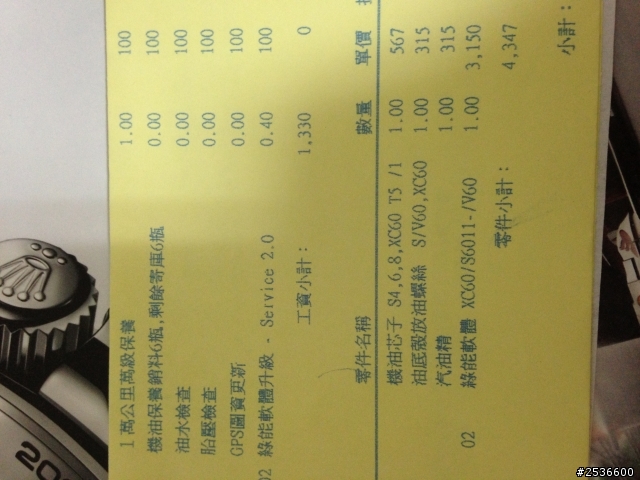 1萬公里萬級保養 1.00 100
機油保養銷料6瓶,剩餘寄庫6瓶 0.00 100
油水檢查 0.00 100
胎壓檢查 0.00 100
GPS圖資更新 0.00 100
02 綠能軟體升級 - Service 2.0 0.40 100
工資小計: 1,330 0
零件名稱 數量 單價
機油芯子 S4,6,8,XC60 T5 /1 1.00 567
油底殼放油螺絲 S/V60,XC60 1.00 315
汽油精 1.00 315
02 綠能軟體 XC60/S6011-/V60 1.00 3,150
零件小計: 4,347
小計:
20
#2536600